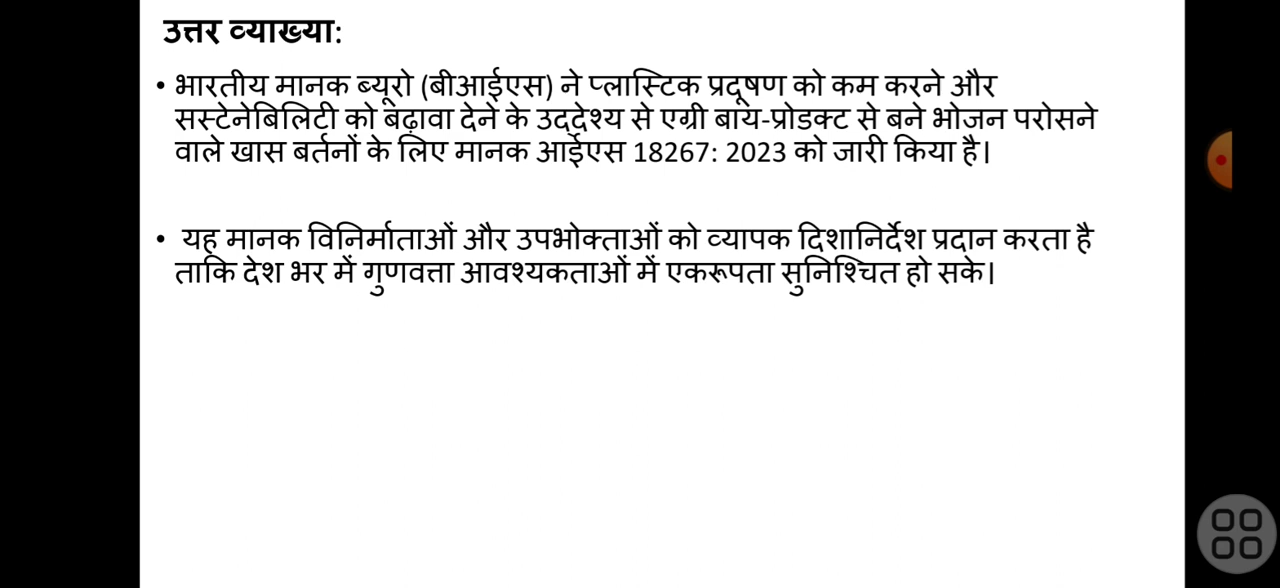 उत्तर व्याख्या:
• भारतीय मानक ब्यूरो (बीआईएस) ने प्लास्टिक प्रदूषण को कम करने और
सस्टेनेबिलिटी को बढ़ावा देने के उद्देश्य से एग्री बाय-प्रोडक्ट से बने भोजन परोसने
वाले खास बर्तनों के लिए मानक आईएस 18267: 2023 को जारी किया है।
• यह मानक विनिर्माताओं और उपभोक्ताओं को व्यापक दिशानिर्देश प्रदान करता है
ताकि देश भर में गुणवत्ता आवश्यकताओं में एकरूपता सुनिश्चित हो सके।